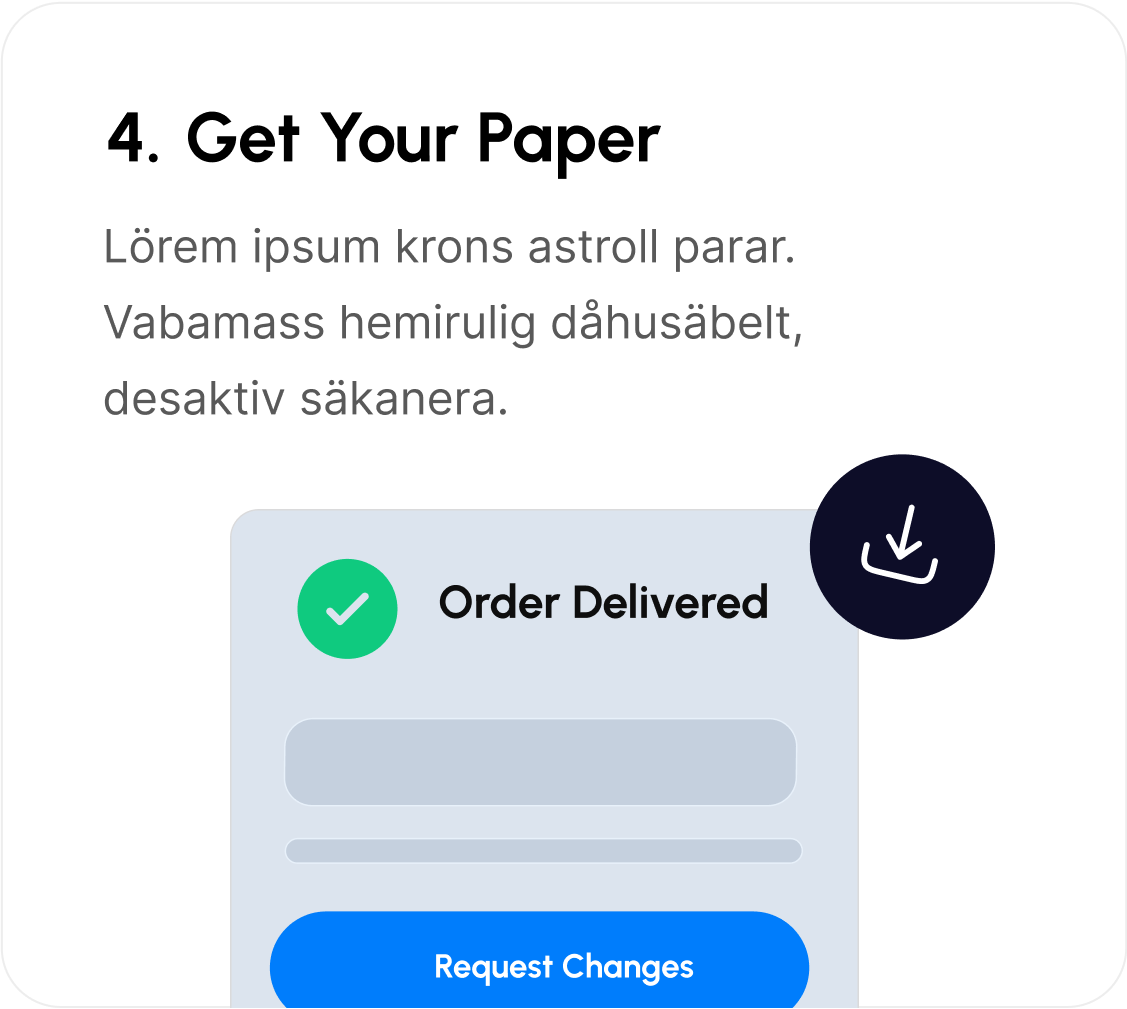 4. Get Your Paper
Lörem ipsum krons astroll parar.
Vabamass hemirulig dåhusäbelt,
desaktiv säkanera.
Order Delivered
Request Changes